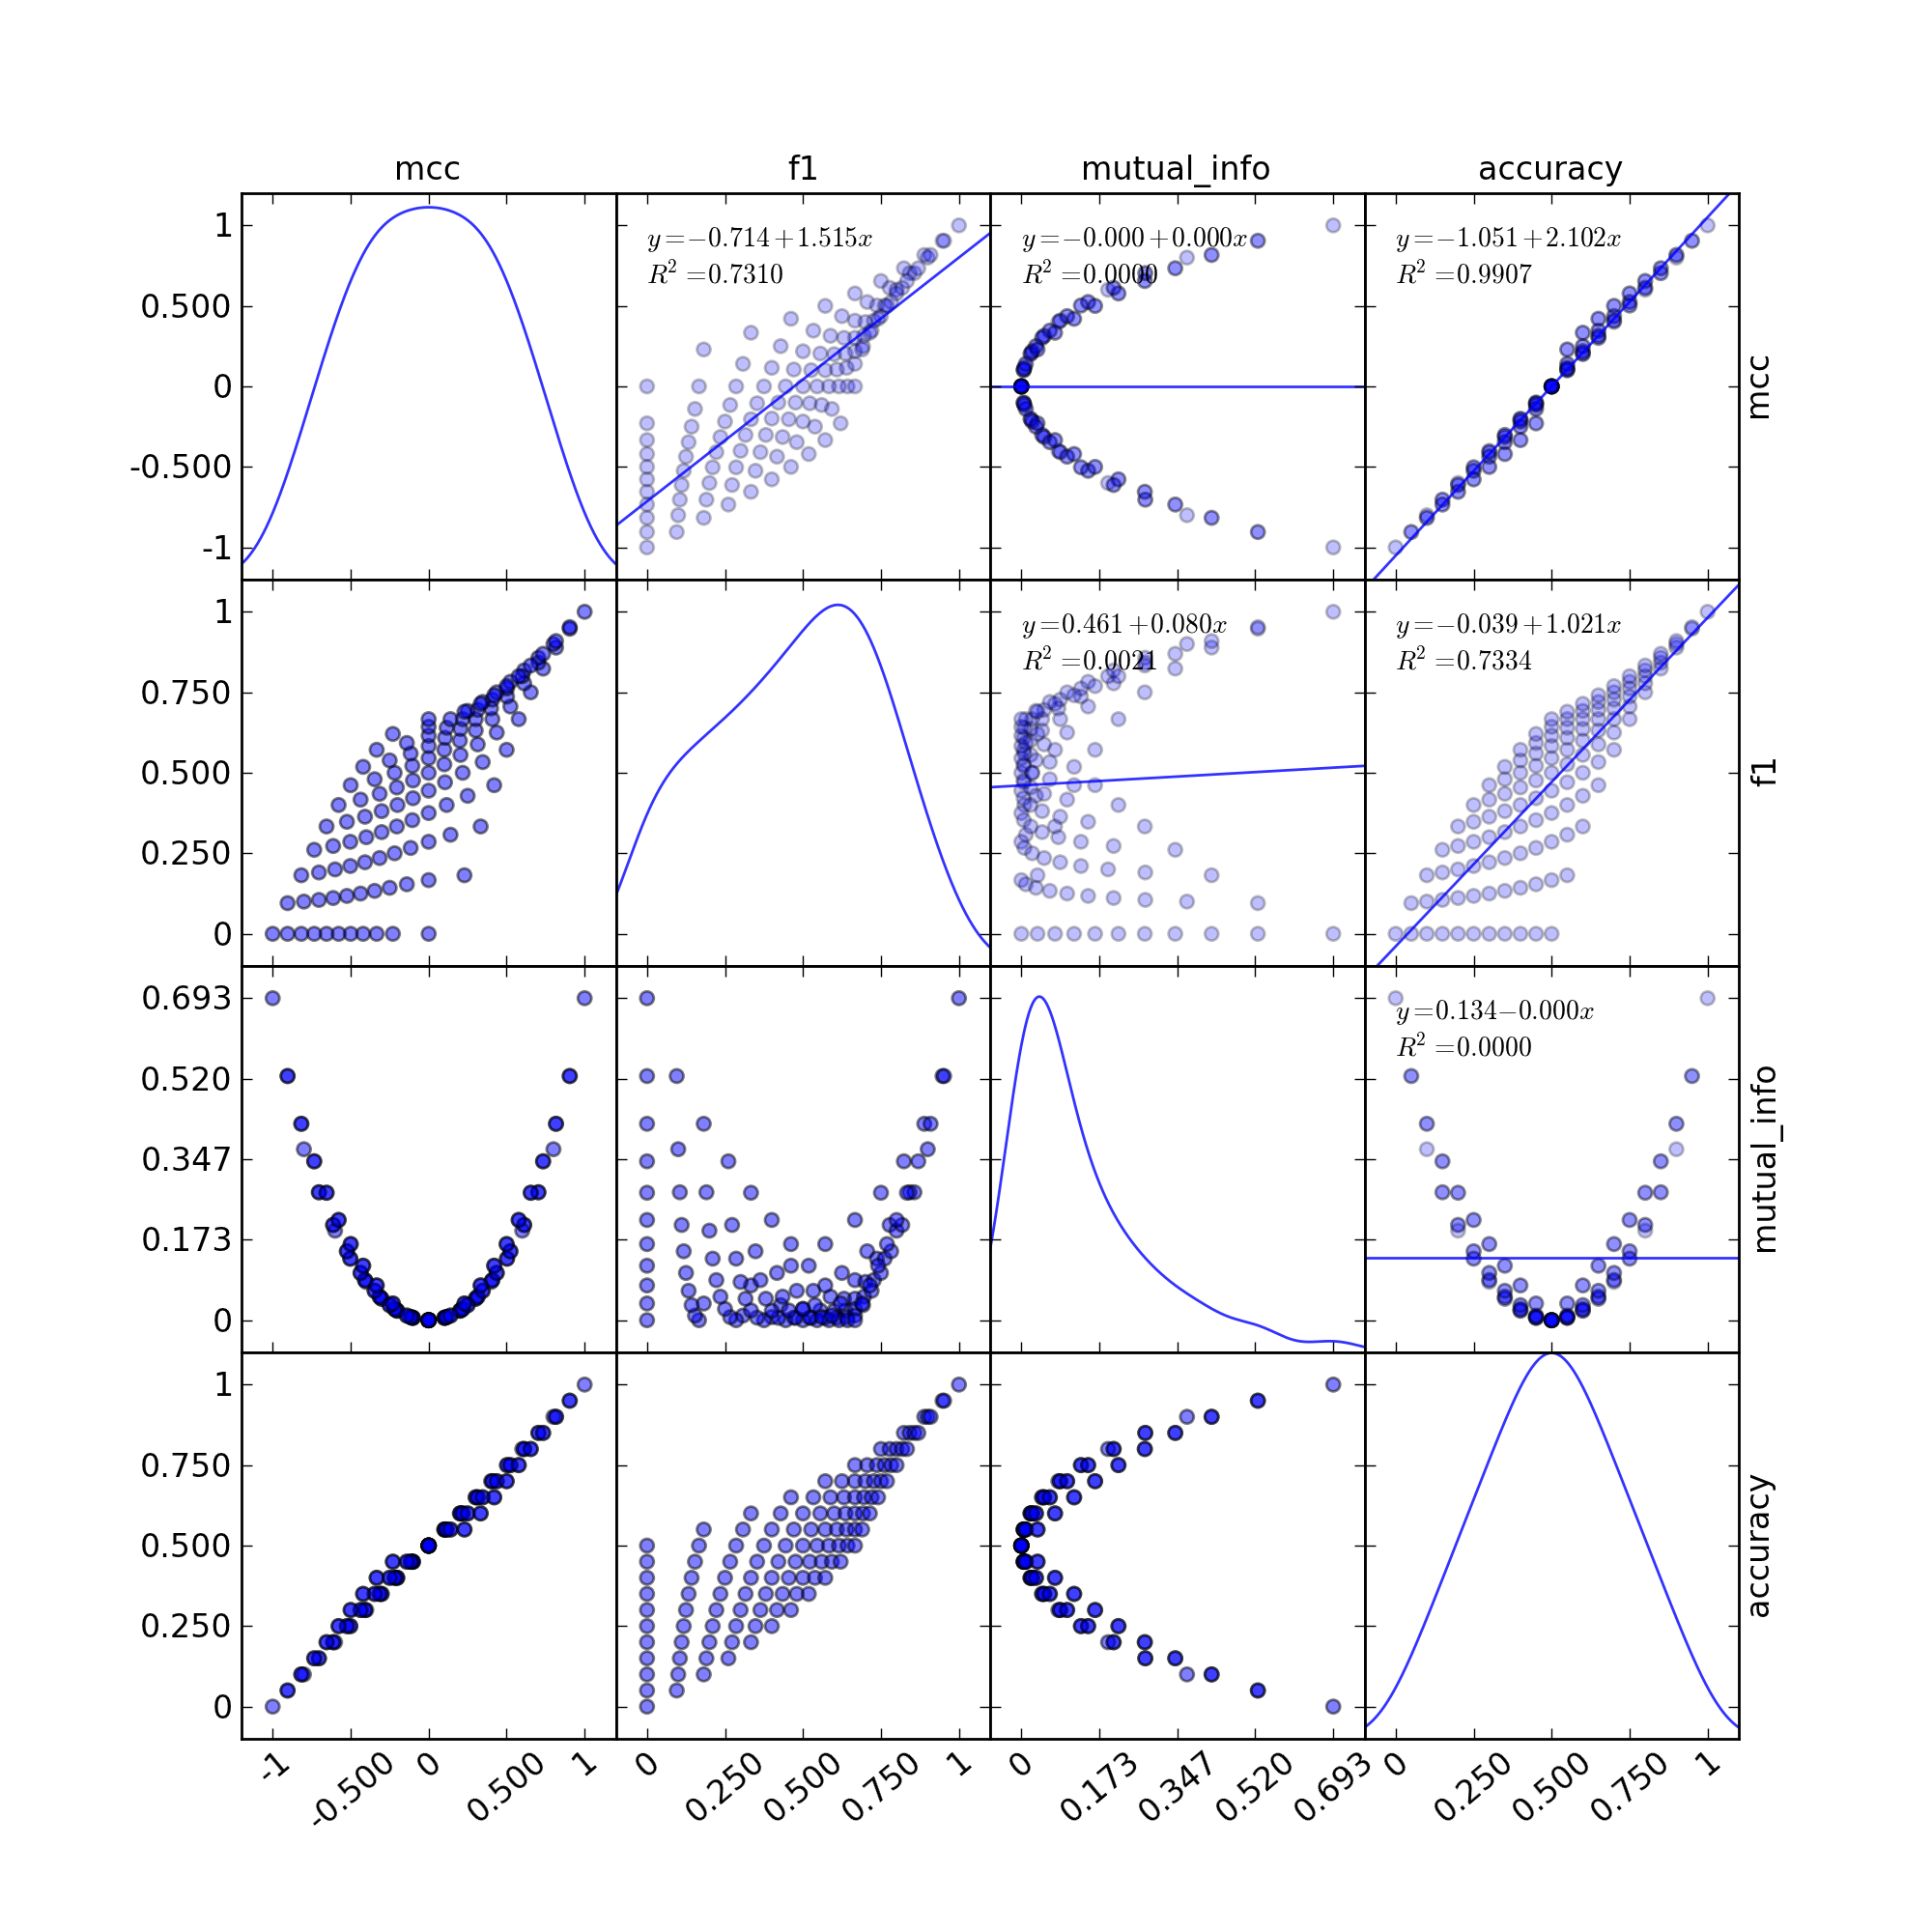 mcc f1 mutual_info accuracy
1
0.500
0
-0.500
-1
y=−0.714+1.515x
R² =0.7310
y=−0.000+0.000x
R² =0.0000
y=−1.051+2.102x
R² =0.9907
mcc
1
0.750
0.500
0.250
0
y=0.461+0.080x
R² =0.0021
y=−0.039+1.021x
R² =0.7334
f1
0.693
0.520
0.347
0.173
0
y=0.134−0.000x
R² =0.0000
mutual_info
1
0.750
0.500
0.250
0
accuracy
-1 -0.500 0 0.500 1 0 0.250 0.500 0.750 1 0 0.173 0.347 0.520 0.693 0 0.250 0.500 0.750 1